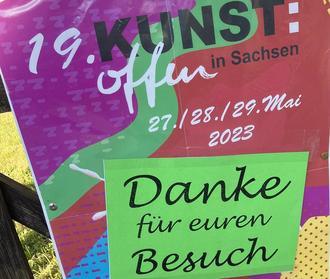 19. KUNST:
offen in Sachsen
27./28./29. Mai
2023
Danke
für euren
Besuch